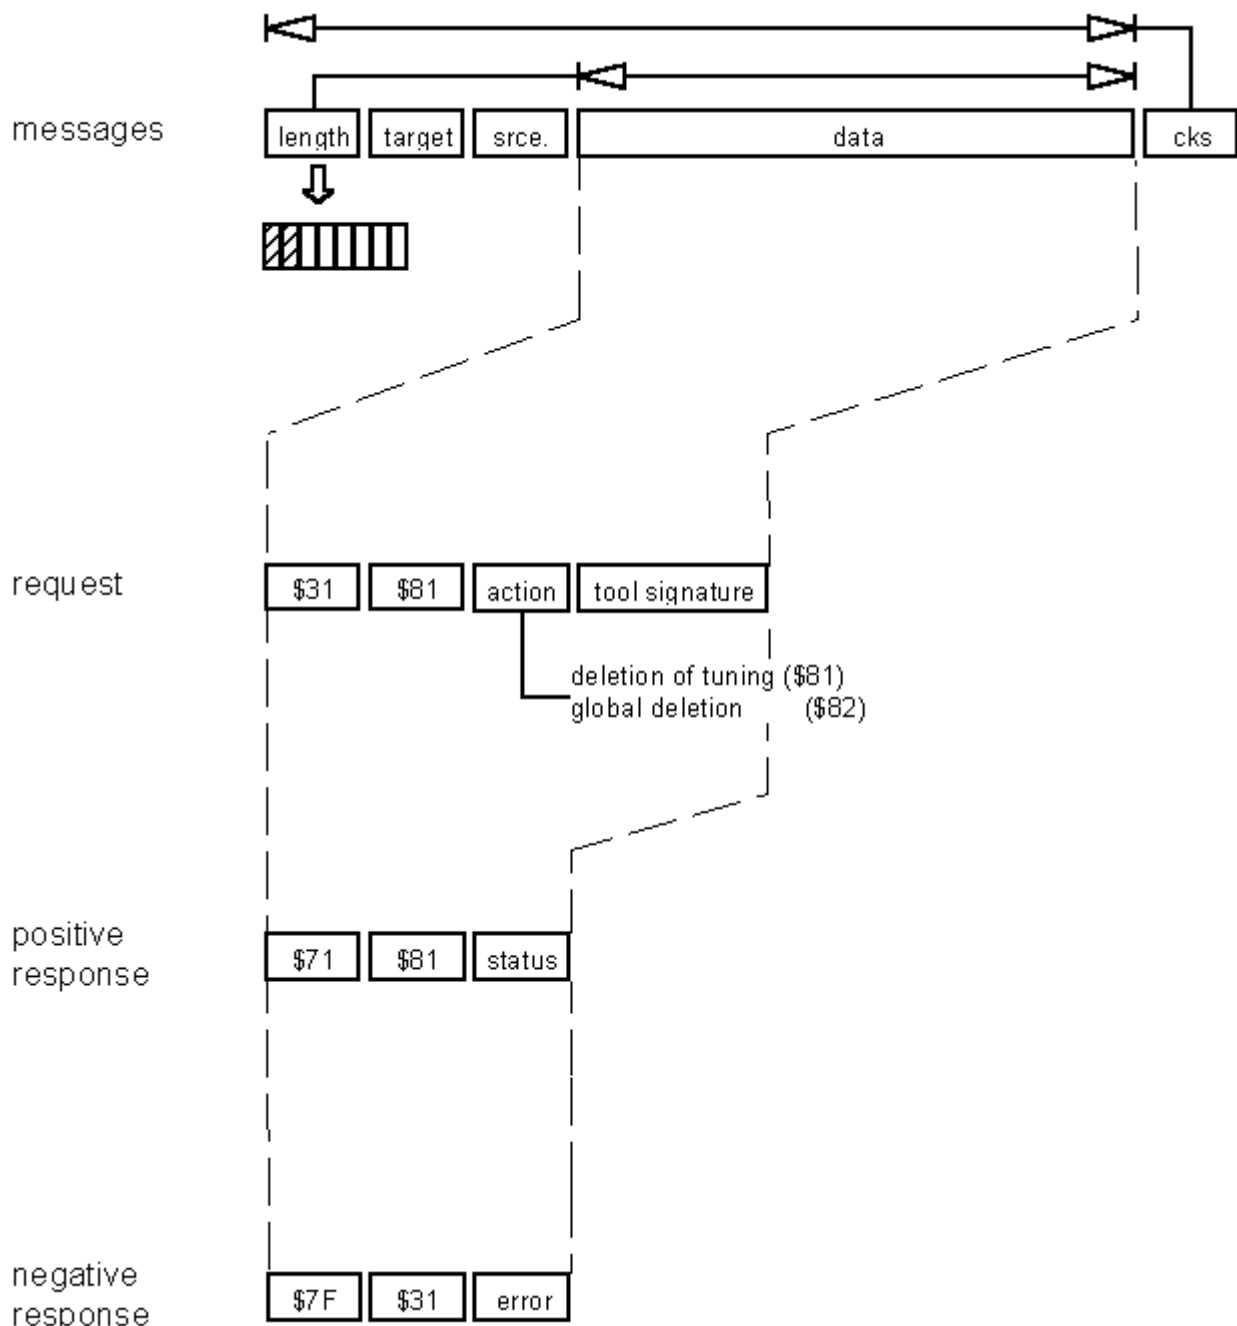 messages
length target srce. data cks
request
$31 $81 action tool signature
deletion of tuning ($81)
global deletion ($82)
positive
response
$71 $81 status
negative
response
$7F $31 error